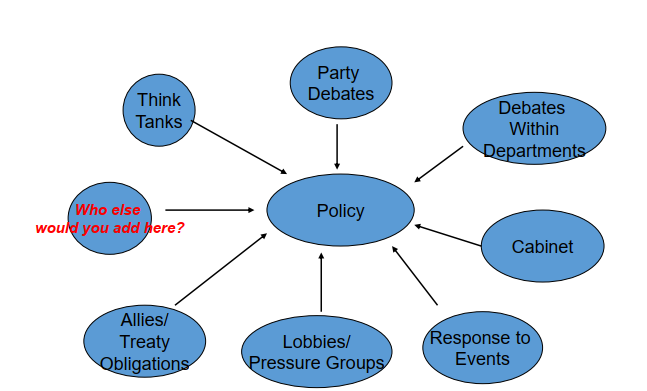 Party
Debates
Think
Tanks
Debates
Within
Departments
Who else
would you add here?
Policy
Cabinet
Allies/
Treaty
Obligations
Lobbies/
Pressure Groups
Response to
Events